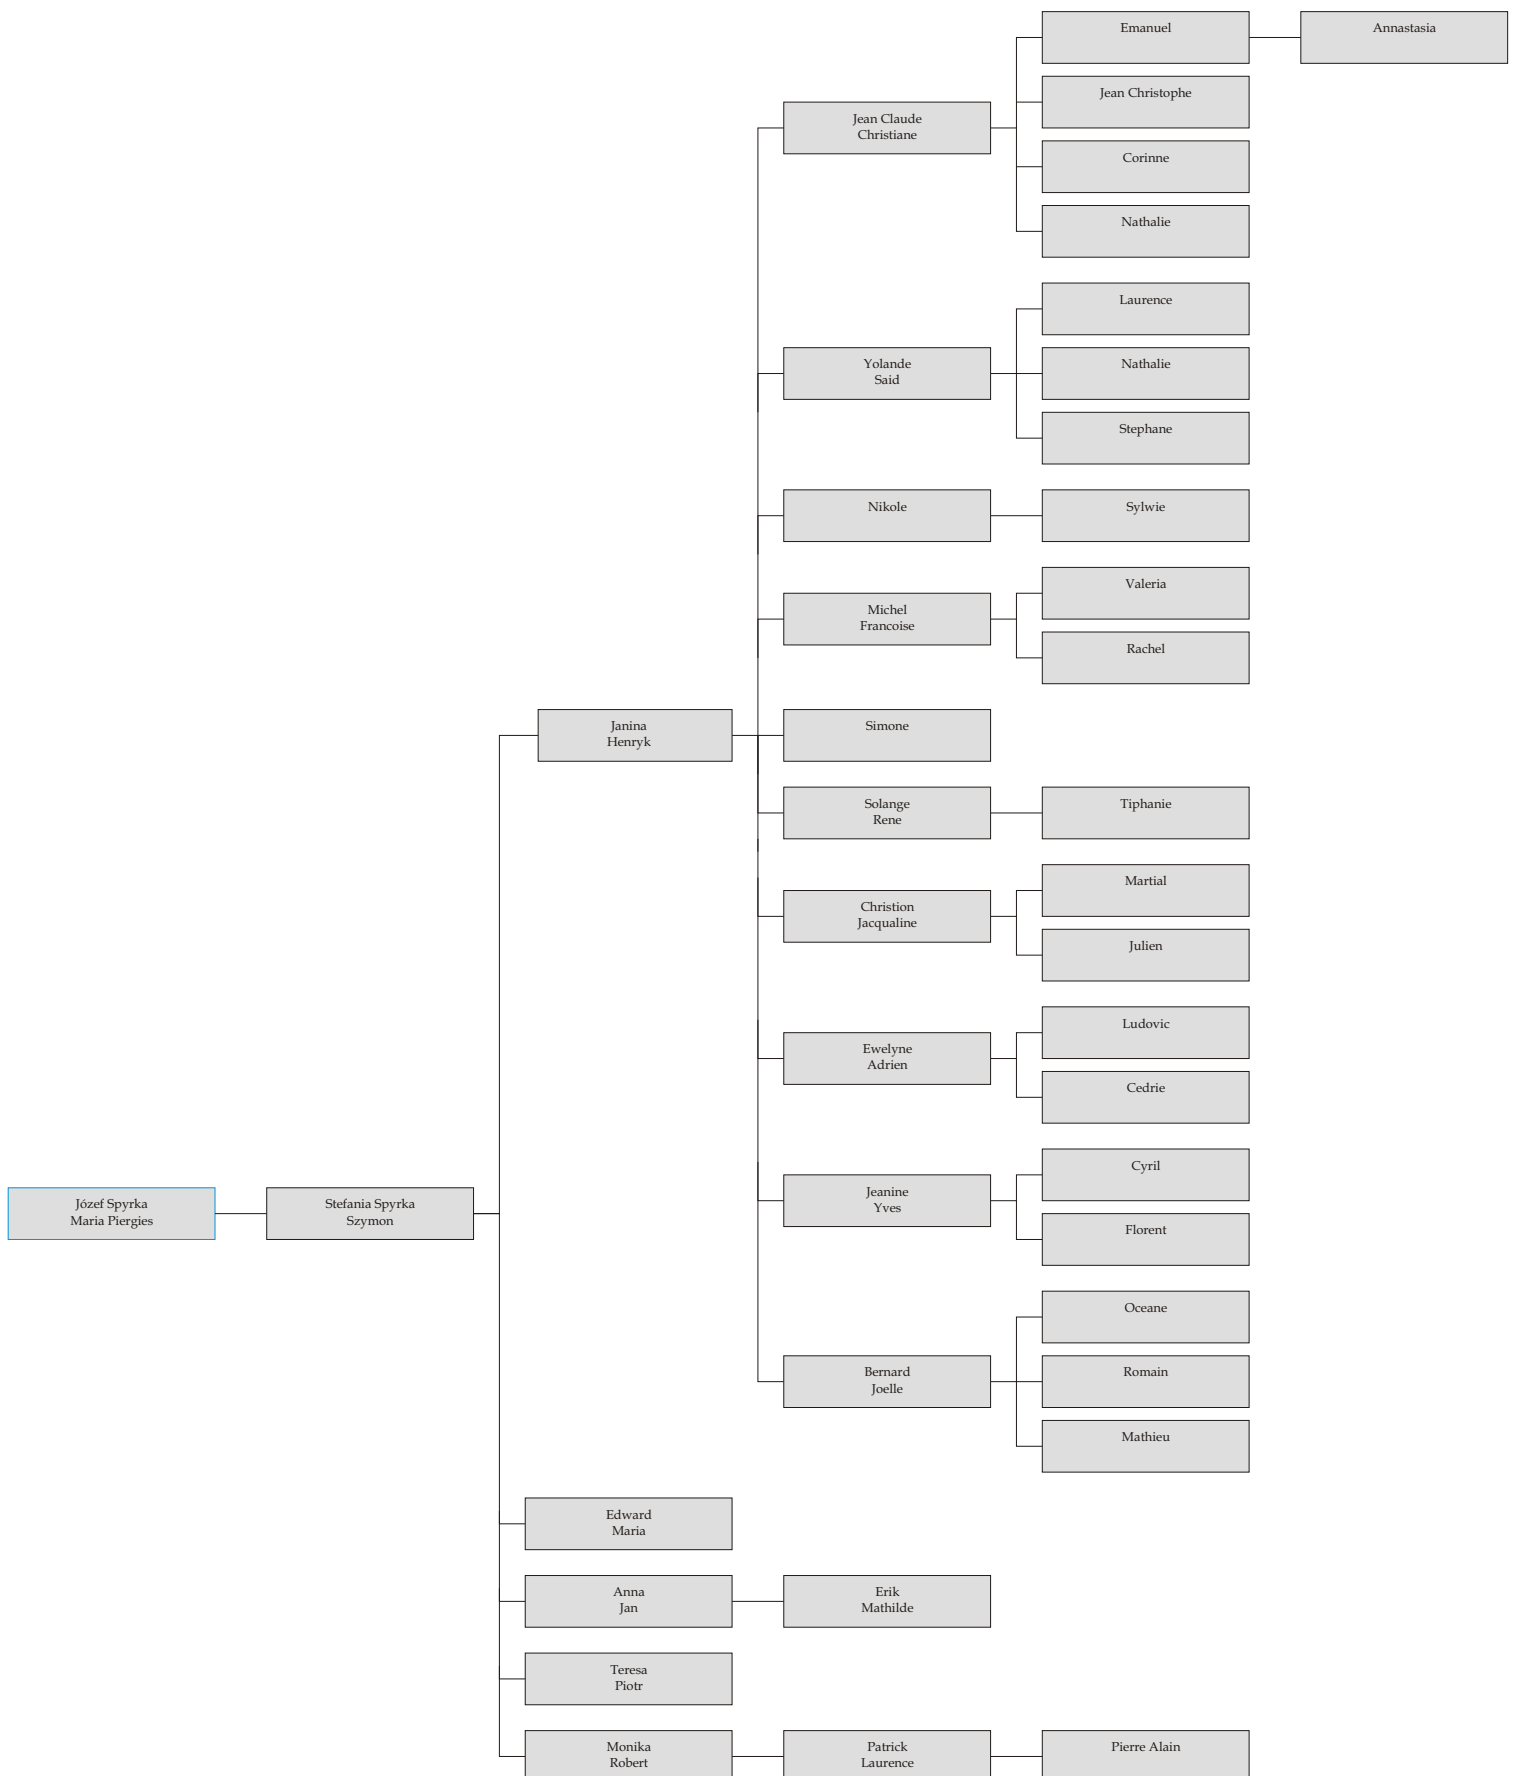 Emanuel
Annastasia
Jean Christophe
Jean Claude
Christiane
Corinne
Nathalie
Laurence
Yolande
Said
Nathalie
Stephane
Nikole
Sylwie
Valeria
Michel
Francoise
Rachel
Janina
Henryk
Simone
Solange
Rene
Tiphanie
Martial
Christion
Jacqualine
Julien
Ludovic
Ewelyne
Adrien
Cedrie
Cyril
Jeanine
Yves
Józef Spyrka
Maria Piergies
Stefania Spyrka
Szymon
Florent
Oceane
Bernard
Joelle
Romain
Mathieu
Edward
Maria
Anna
Jan
Erik
Mathilde
Teresa
Piotr
Monika
Robert
Patrick
Laurence
Pierre Alain